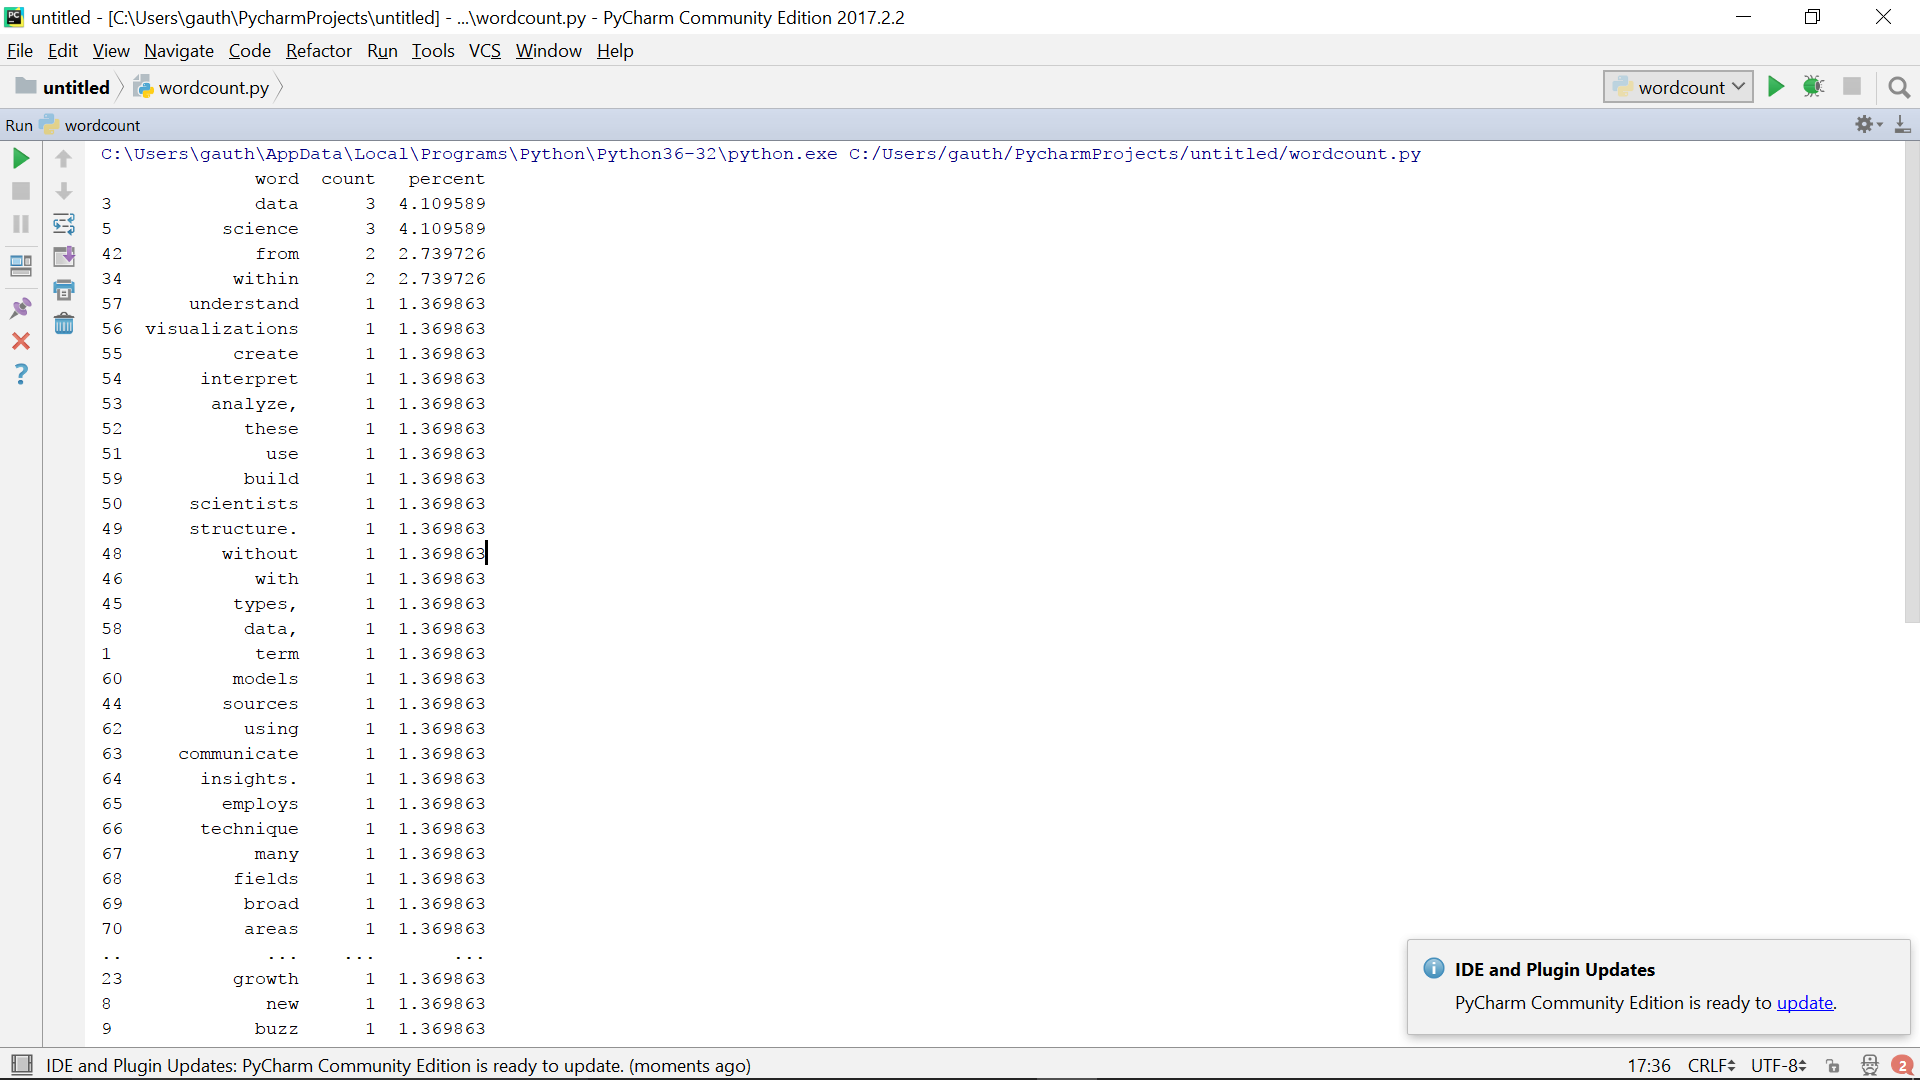 untitled - [C:\Users\gauth\PycharmProjects\untitled] - ...\wordcount.py - PyCharm Community Edition 2017.2.2
File Edit View Navigate Code Refactor Run Tools VCS Window Help
untitled wordcount.py wordcount
Run wordcount
C:\Users\gauth\AppData\Local\Programs\Python\Python36-32\python.exe C:/Users/gauth/PycharmProjects/untitled/wordcount.py
word count percent
3 data 3 4.109589
5 science 3 4.109589
42 from 2 2.739726
34 within 2 2.739726
57 understand 1 1.369863
56 visualizations 1 1.369863
55 create 1 1.369863
54 interpret 1 1.369863
53 analyze, 1 1.369863
52 these 1 1.369863
51 use 1 1.369863
59 build 1 1.369863
50 scientists 1 1.369863
49 structure. 1 1.369863
48 without 1 1.369863
46 with 1 1.369863
45 types, 1 1.369863
58 data, 1 1.369863
1 term 1 1.369863
60 models 1 1.369863
44 sources 1 1.369863
62 using 1 1.369863
63 communicate 1 1.369863
64 insights. 1 1.369863
65 employs 1 1.369863
66 technique 1 1.369863
67 many 1 1.369863
68 fields 1 1.369863
69 broad 1 1.369863
70 areas 1 1.369863
.. ... ... ...
23 growth 1 1.369863
8 new 1 1.369863
9 buzz 1 1.369863
IDE and Plugin Updates
PyCharm Community Edition is ready to update.
IDE and Plugin Updates: PyCharm Community Edition is ready to update. (moments ago) 17:36 CRLF UTF-8 2